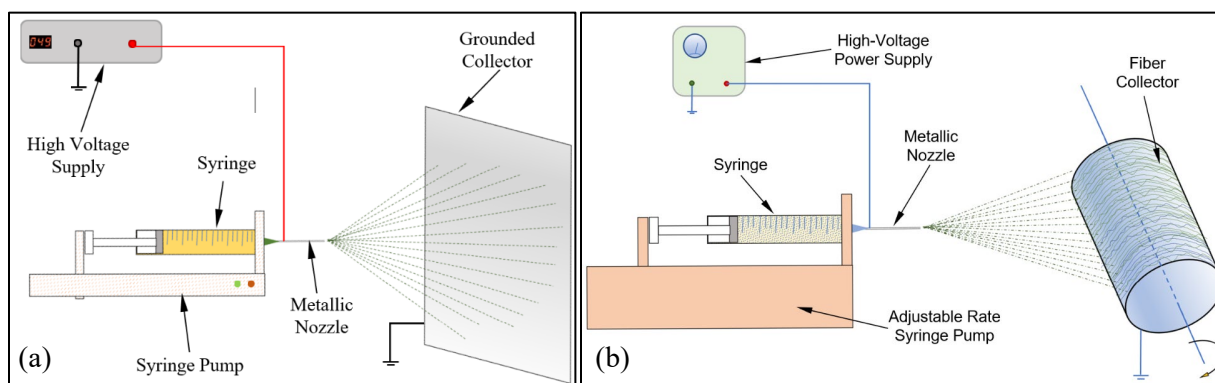 049
High Voltage
Supply
Syringe
Grounded
Collector
Metallic
Nozzle
Syringe Pump
(a)
High-Voltage
Power Supply
Fiber
Collector
Metallic
Nozzle
Syringe
Adjustable Rate
Syringe Pump
(b)